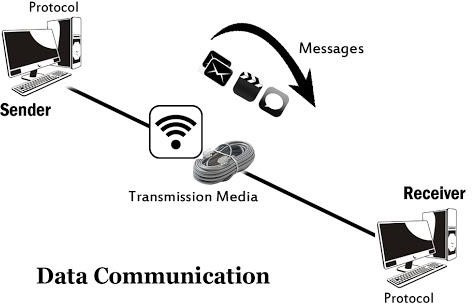 Protocol
Messages
Sender
Transmission Media
Receiver
Data Communication
Protocol